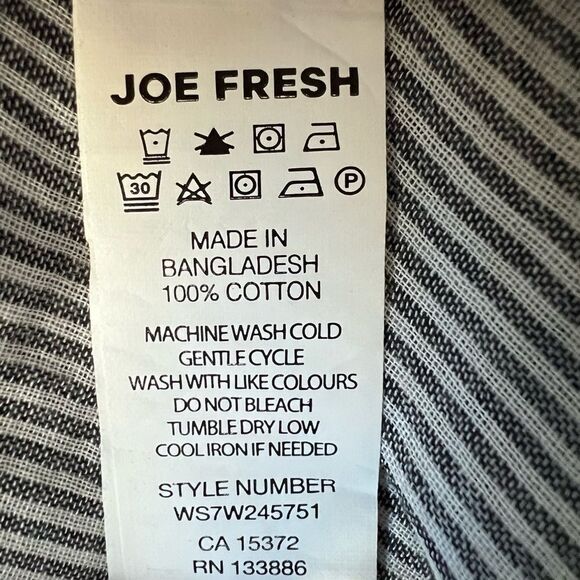 JOE FRESH
30 P
MADE IN
BANGLADESH
100% COTTON
MACHINE WASH COLD
GENTLE CYCLE
WASH WITH LIKE COLOURS
DO NOT BLEACH
TUMBLE DRY LOW
COOL IRON IF NEEDED
STYLE NUMBER
WS7W245751
CA 15372
RN 133886